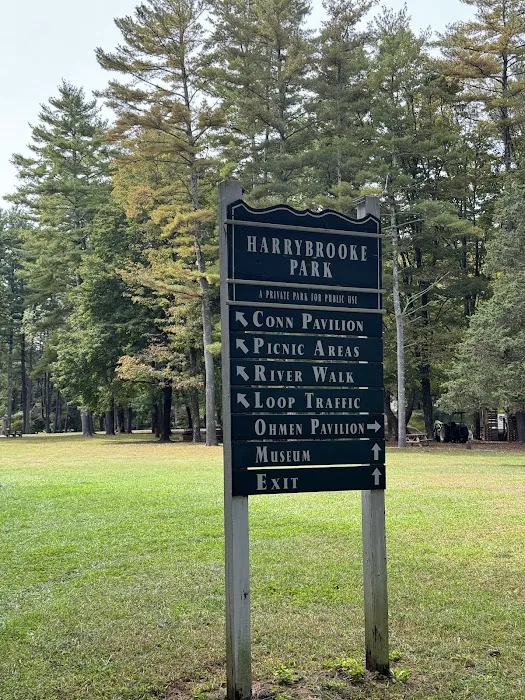 HARRYBROOKE
PARK
A PRIVATE PARK FOR PUBLIC USE
↖ CONN PAVILION
↖ PICNIC AREAS
↖ RIVER WALK
↖ LOOP TRAFFIC
OHMEN PAVILION →
MUSEUM ↑
EXIT ↑